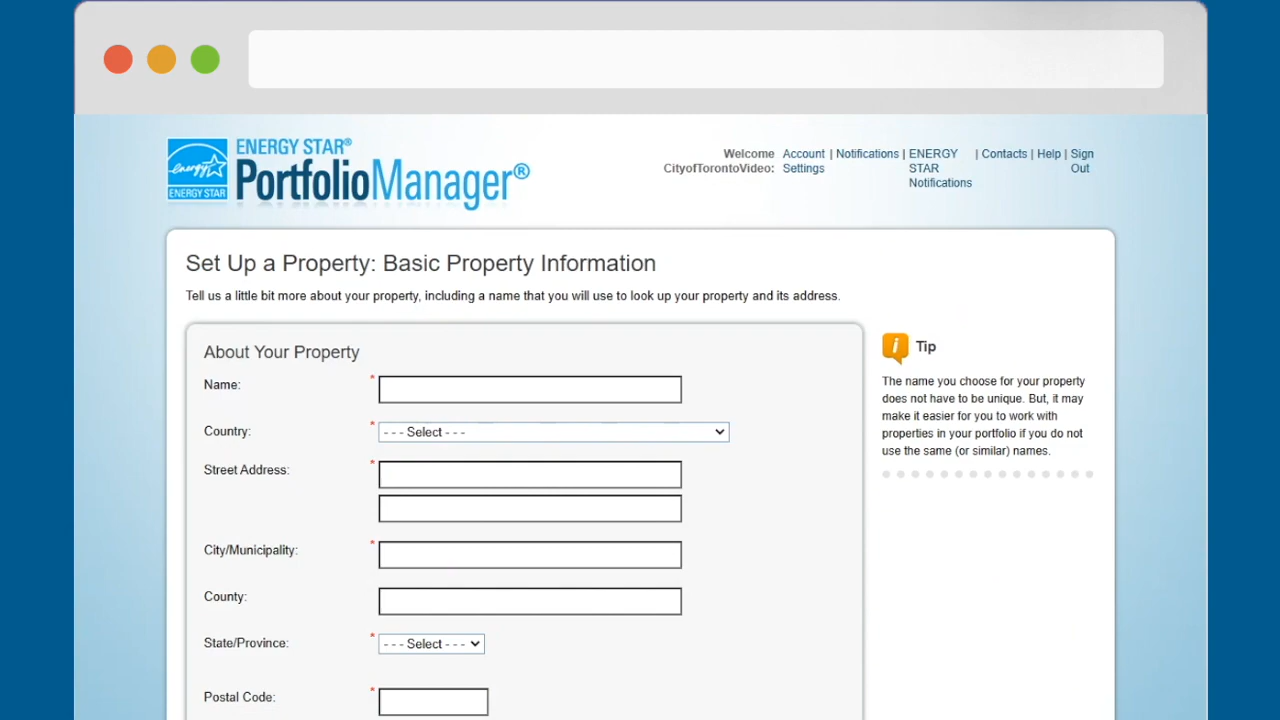 ENERGY STAR®
PortfolioManager®
energy
ENERGY STAR
Welcome
CityofTorontoVideo:
Account Settings
| Notifications |
ENERGY STAR Notifications
| Contacts | Help |
Sign Out
Set Up a Property: Basic Property Information
Tell us a little bit more about your property, including a name that you will use to look up your property and its address.
About Your Property
Name: *
Country: * - - - Select - - -
Street Address: *
City/Municipality: *
County:
State/Province: * - - - Select - - -
Postal Code: *
i Tip
The name you choose for your property
does not have to be unique. But, it may
make it easier for you to work with
properties in your portfolio if you do not
use the same (or similar) names.